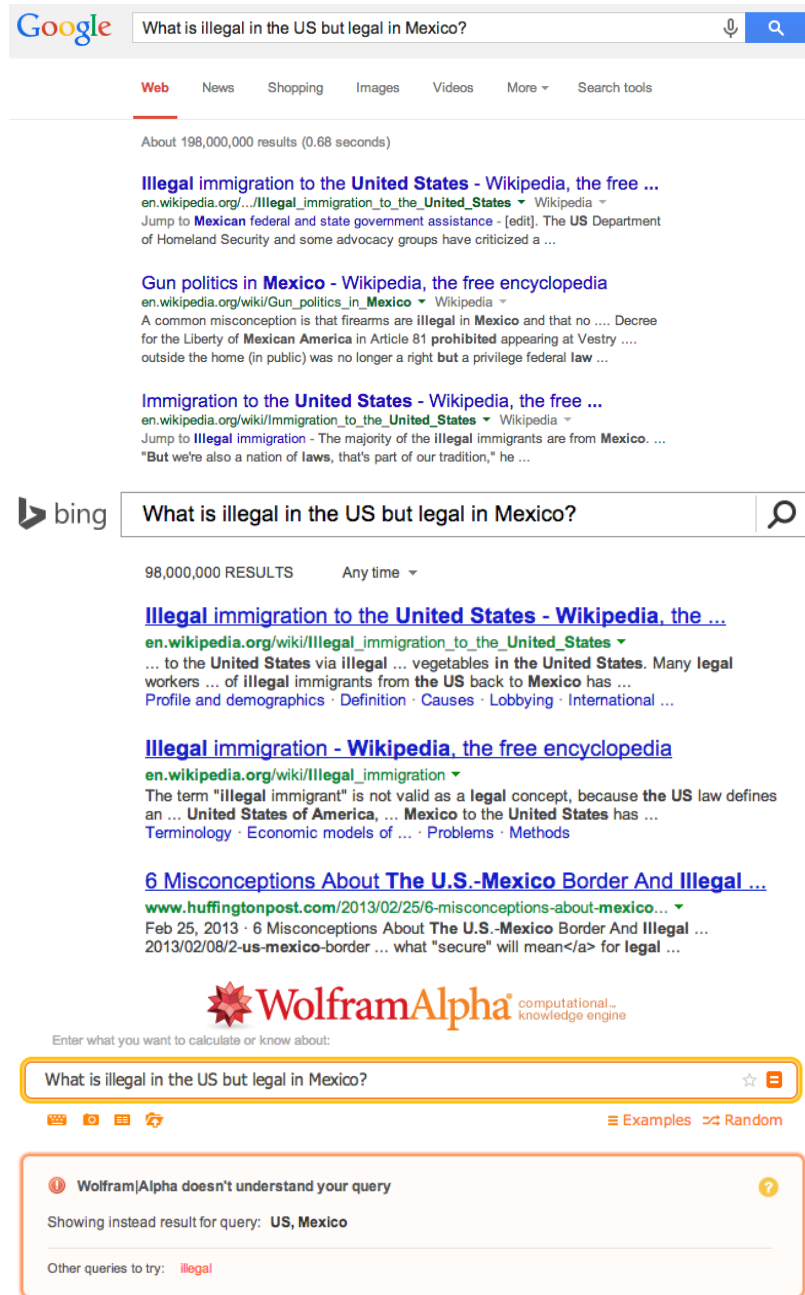 Google What is illegal in the US but legal in Mexico?
Web News Shopping Images Videos More Search tools
About 198,000,000 results (0.68 seconds)
Illegal immigration to the United States - Wikipedia, the free ...
en.wikipedia.org/.../Illegal_immigration_to_the_United_States Wikipedia
Jump to Mexican federal and state government assistance - [edit]. The US Department
of Homeland Security and some advocacy groups have criticized a ...
Gun politics in Mexico - Wikipedia, the free encyclopedia
en.wikipedia.org/wiki/Gun_politics_in_Mexico Wikipedia
A common misconception is that firearms are illegal in Mexico and that no .... Decree
for the Liberty of Mexican America in Article 81 prohibited appearing at Vestry ....
outside the home (in public) was no longer a right but a privilege federal law ...
Immigration to the United States - Wikipedia, the free ...
en.wikipedia.org/wiki/Immigration_to_the_United_States Wikipedia
Jump to Illegal immigration - The majority of the illegal immigrants are from Mexico. ...
"But we're also a nation of laws, that's part of our tradition," he ...
bing What is illegal in the US but legal in Mexico?
98,000,000 RESULTS Any time
Illegal immigration to the United States - Wikipedia, the ...
en.wikipedia.org/wiki/Illegal_immigration_to_the_United_States
... to the United States via illegal ... vegetables in the United States. Many legal
workers ... of illegal immigrants from the US back to Mexico has ...
Profile and demographics · Definition · Causes · Lobbying · International ...
Illegal immigration - Wikipedia, the free encyclopedia
en.wikipedia.org/wiki/Illegal_immigration
The term "illegal immigrant" is not valid as a legal concept, because the US law defines
an ... United States of America, ... Mexico to the United States has ...
Terminology · Economic models of ... · Problems · Methods
6 Misconceptions About The U.S.-Mexico Border And Illegal ...
www.huffingtonpost.com/2013/02/25/6-misconceptions-about-mexico...
Feb 25, 2013 · 6 Misconceptions About The U.S.-Mexico Border And Illegal ...
2013/02/08/2-us-mexico-border ... what "secure" will mean</a> for legal ...
WolframAlpha computational...
knowledge engine
Enter what you want to calculate or know about:
What is illegal in the US but legal in Mexico?
Examples Random
Wolfram|Alpha doesn't understand your query
Showing instead result for query: US, Mexico
Other queries to try: illegal